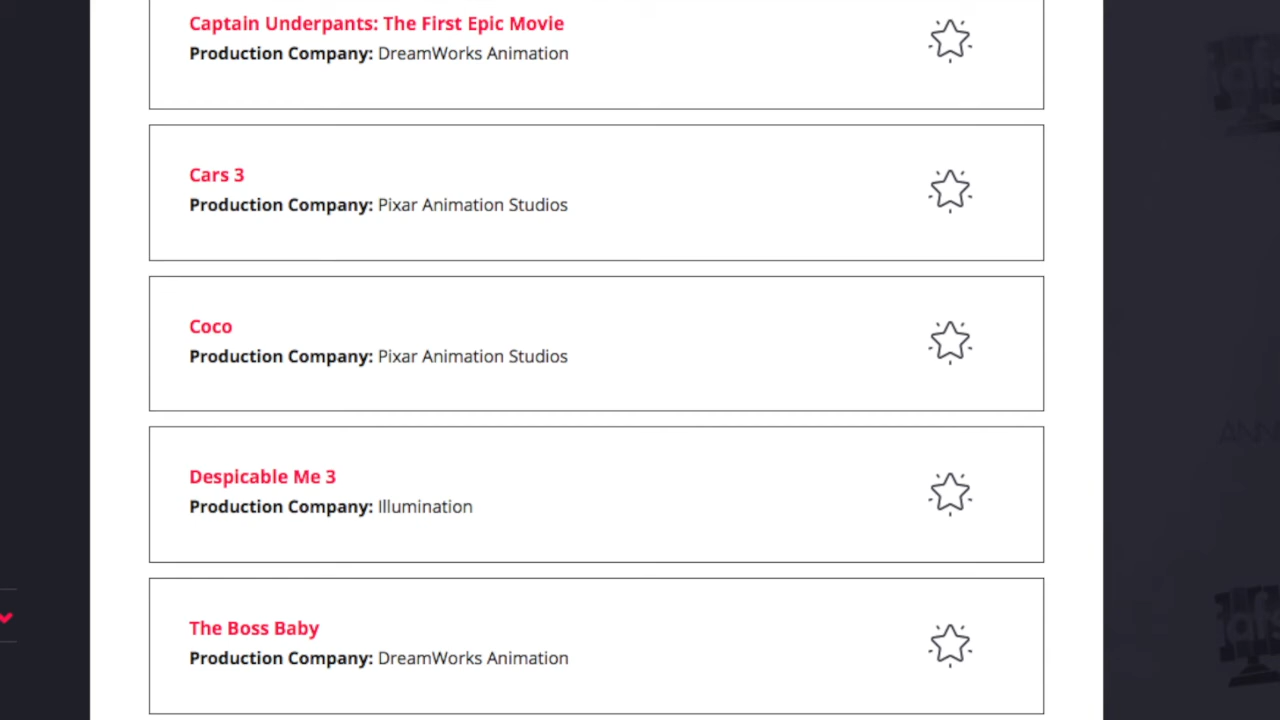 Captain Underpants: The First Epic Movie
Production Company: DreamWorks Animation
Cars 3
Production Company: Pixar Animation Studios
Coco
Production Company: Pixar Animation Studios
Despicable Me 3
Production Company: Illumination
The Boss Baby
Production Company: DreamWorks Animation